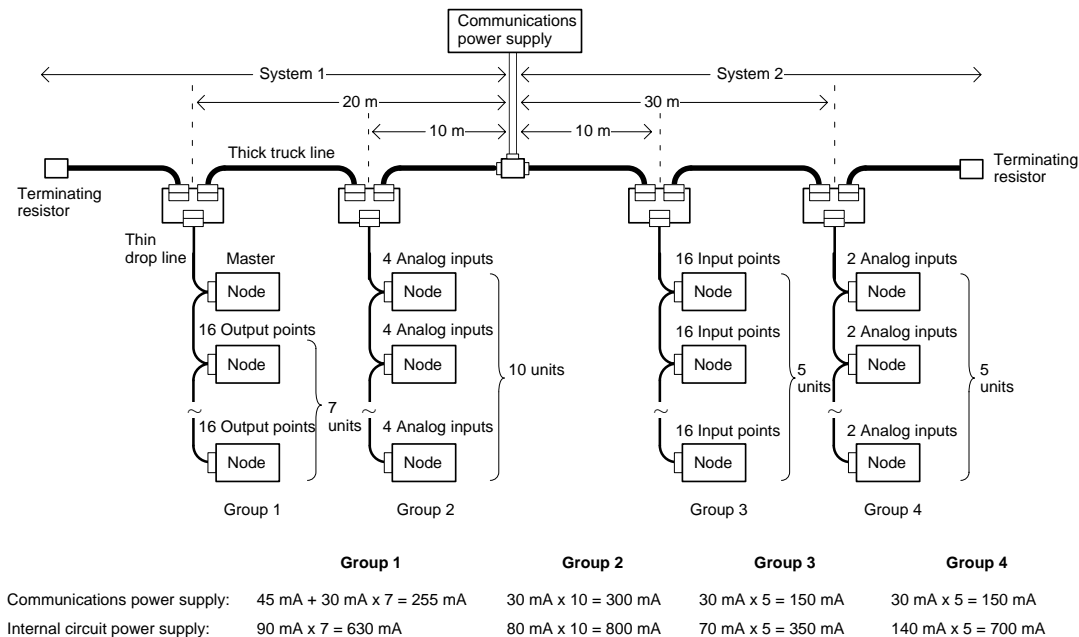 Communications
power supply
System 1
System 2
20 m
30 m
10 m
10 m
Thick truck line
Terminating
resistor
Terminating
resistor
Thin
drop line
Master
4 Analog inputs
16 Input points
2 Analog inputs
Node
Node
Node
Node
16 Output points
4 Analog inputs
16 Input points
2 Analog inputs
Node
Node
Node
Node
7
units
10 units
5
units
5
units
16 Output points
4 Analog inputs
16 Input points
2 Analog inputs
Node
Node
Node
Node
Group 1
Group 2
Group 3
Group 4
Group 1 Group 2 Group 3 Group 4
Communications power supply: 45 mA + 30 mA x 7 = 255 mA 30 mA x 10 = 300 mA 30 mA x 5 = 150 mA 30 mA x 5 = 150 mA
Internal circuit power supply: 90 mA x 7 = 630 mA 80 mA x 10 = 800 mA 70 mA x 5 = 350 mA 140 mA x 5 = 700 mA